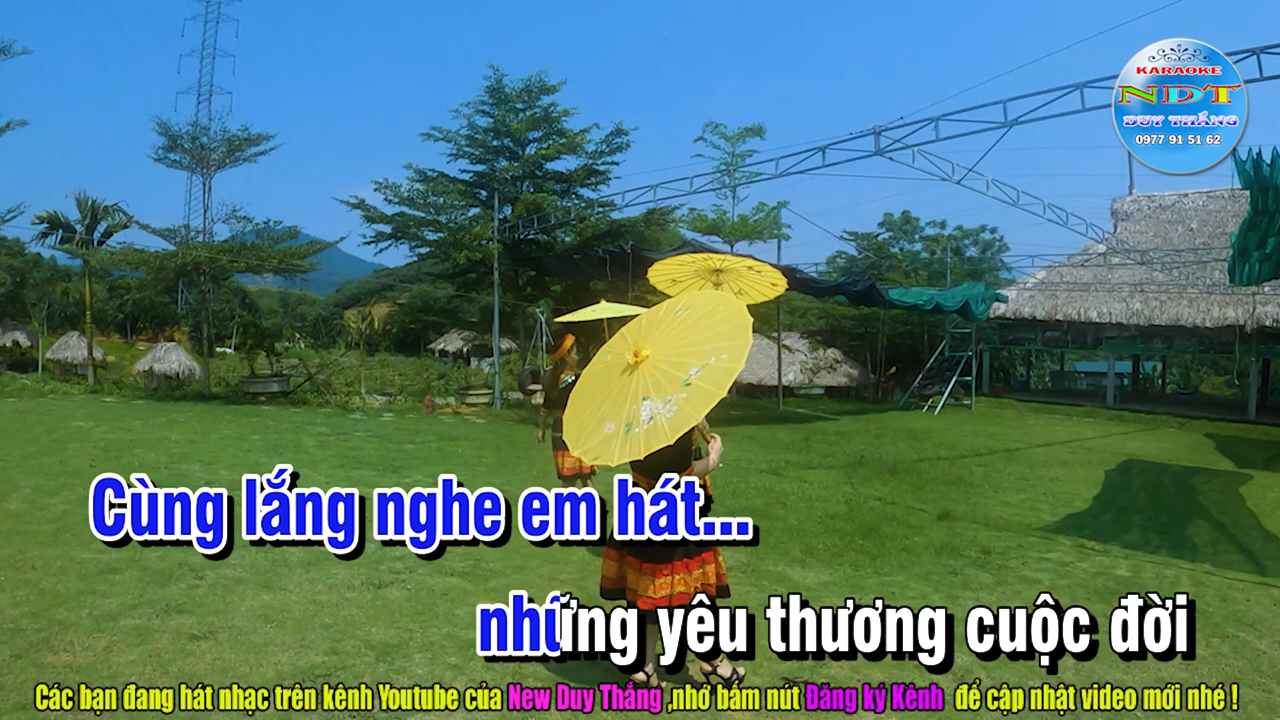 KARAOKE
NDT
DUY THẮNG
0977 91 51 62
Cùng lắng nghe em hát...
những yêu thương cuộc đời
Các bạn đang hát nhạc trên kênh Youtube của New Duy Thắng ,nhớ bấm nút Đăng ký Kênh để cập nhật video mới nhé !